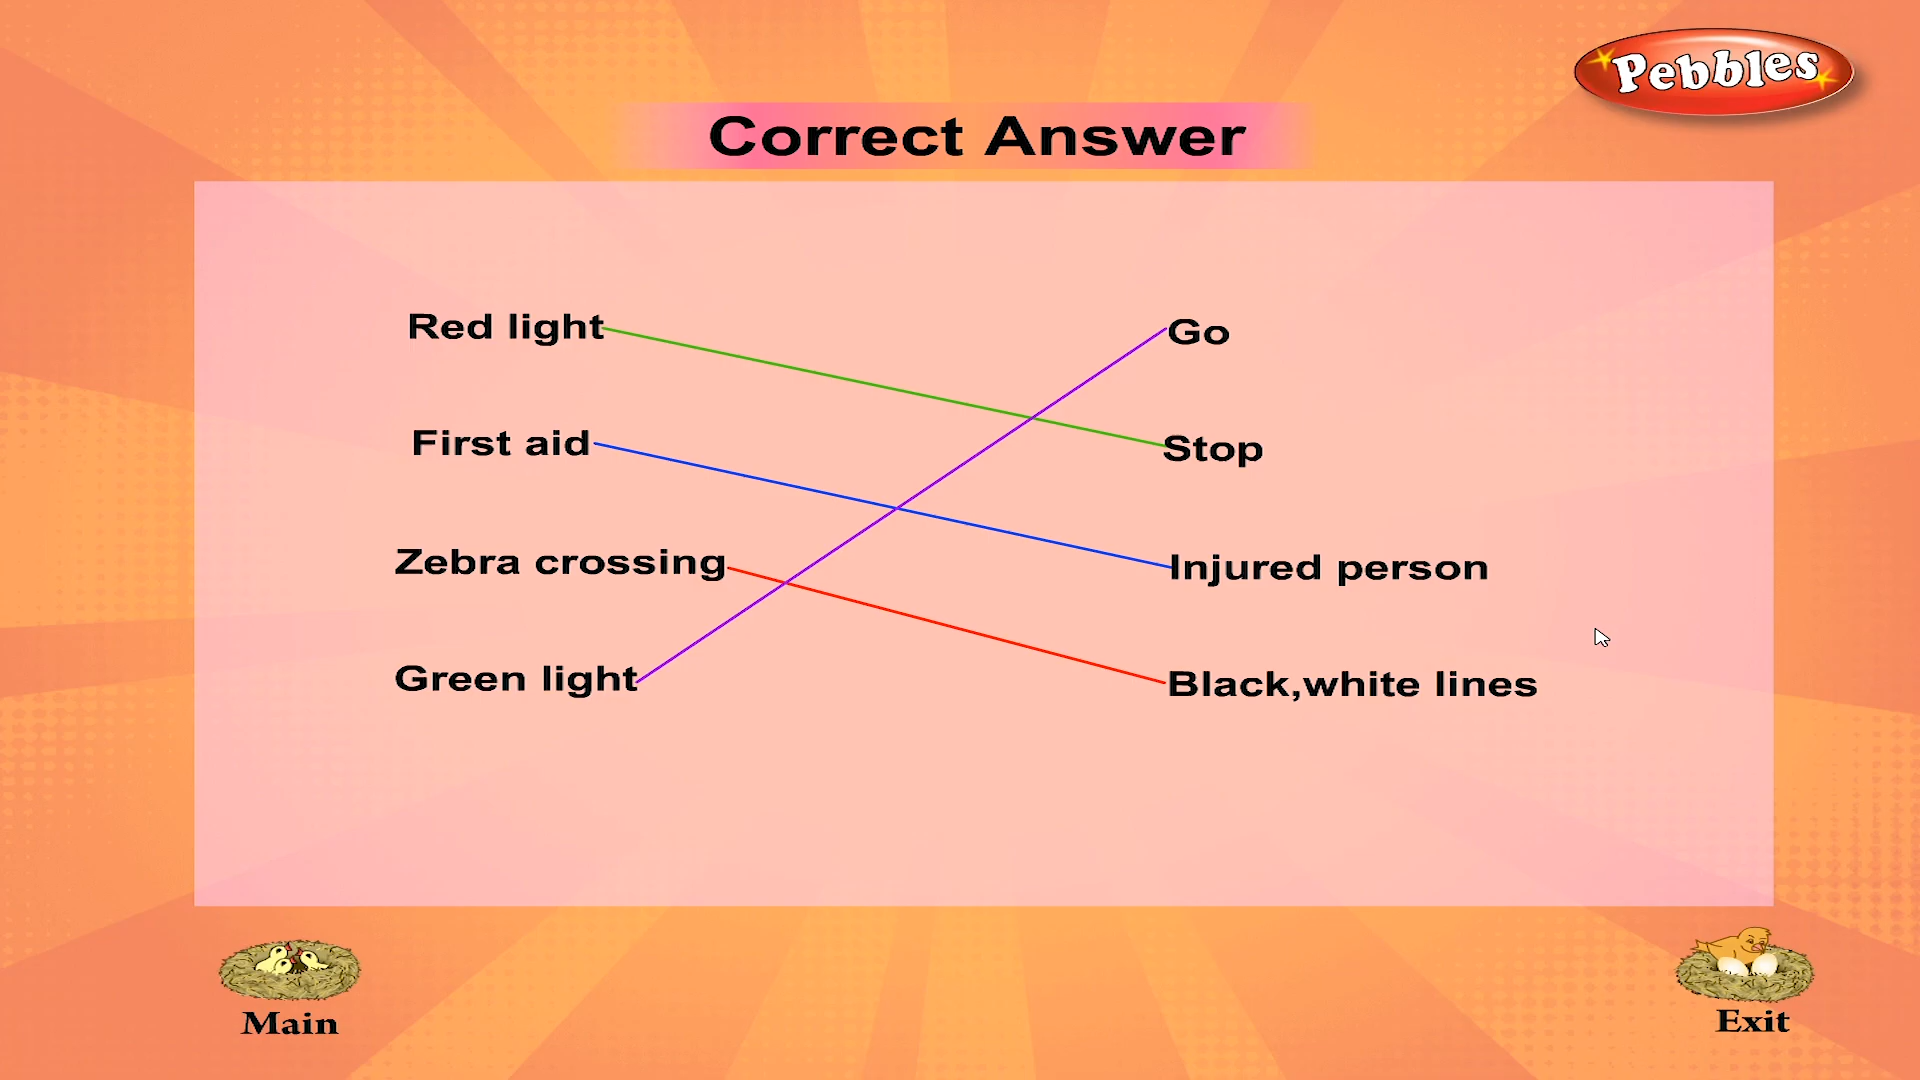 Pebbles
Correct Answer
Red light
Go
First aid
Stop
Zebra crossing
Injured person
Green light
Black,white lines
Main
Exit